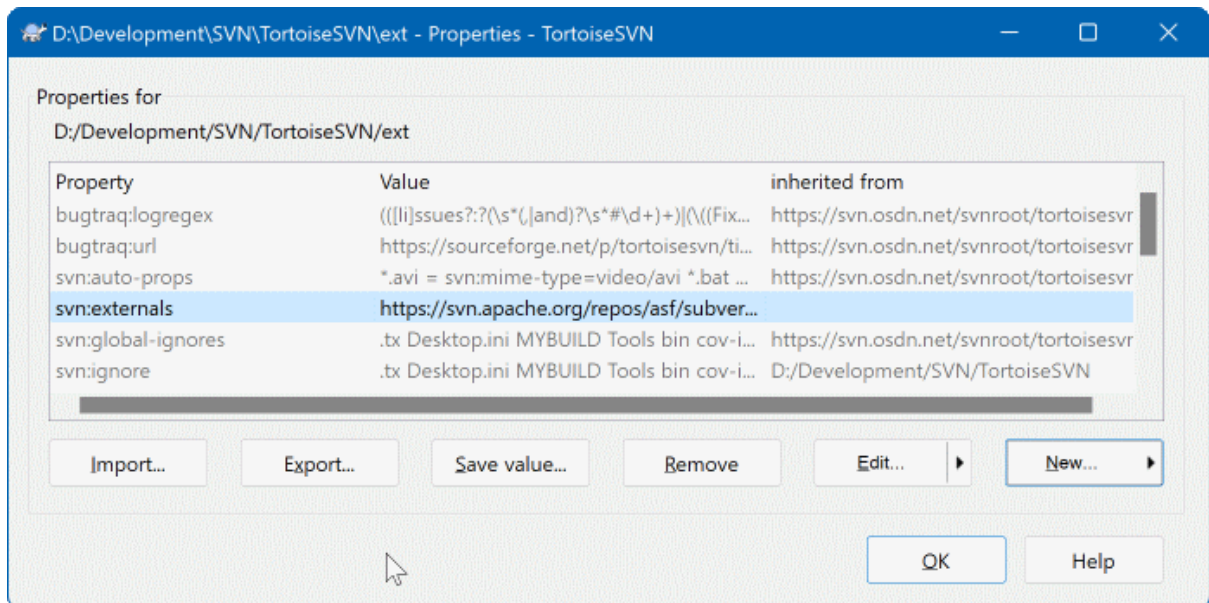 D:\Development\SVN\TortoiseSVN\ext - Properties - TortoiseSVN
Properties for
D:/Development/SVN/TortoiseSVN/ext
Property Value inherited from
bugtraq:logregex (([Ii]ssues?:?(\s*(,|and)?\s*#\d+)+)|(\((Fix... https://svn.osdn.net/svnroot/tortoisesvr
bugtraq:url https://sourceforge.net/p/tortoisesvn/ti... https://svn.osdn.net/svnroot/tortoisesvr
svn:auto-props *.avi = svn:mime-type=video/avi *.bat ... https://svn.osdn.net/svnroot/tortoisesvr
svn:externals https://svn.apache.org/repos/asf/subver...
svn:global-ignores .tx Desktop.ini MYBUILD Tools bin cov-i... https://svn.osdn.net/svnroot/tortoisesvr
svn:ignore .tx Desktop.ini MYBUILD Tools bin cov-i... D:/Development/SVN/TortoiseSVN
Import... Export... Save value... Remove Edit... New...
OK Help